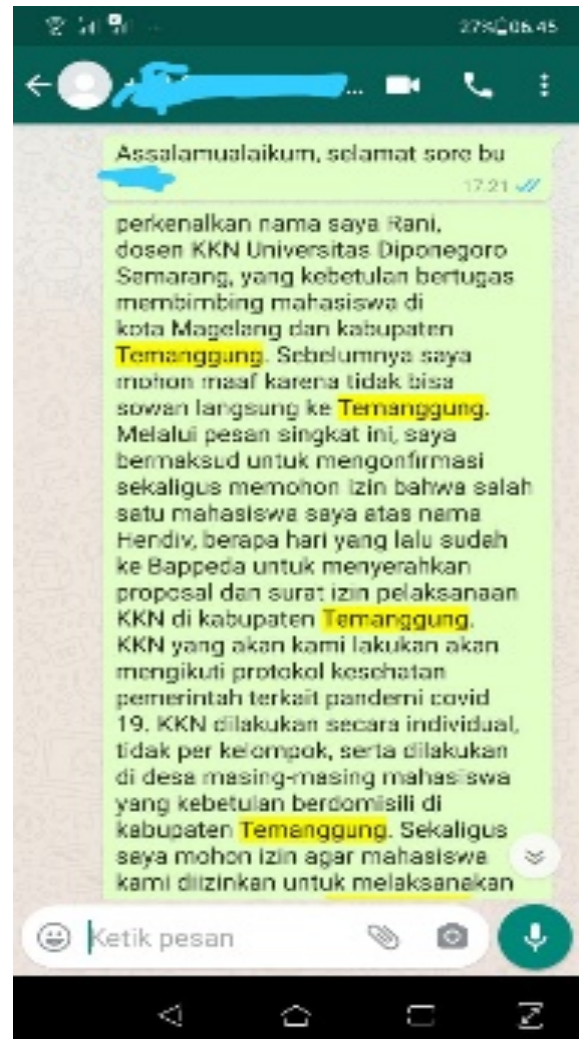 27% 06.45
...
Assalamualaikum, selamat sore bu
17.21
perkenalkan nama saya Rani,
dosen KKN Universitas Diponegoro
Semarang, yang kebetulan bertugas
membimbing mahasiswa di
kota Magelang dan kabupaten
Temanggung. Sebelumnya saya
mohon maaf karena tidak bisa
sowan langsung ke Temanggung.
Melalui pesan singkat ini, saya
bermaksud untuk mengonfirmasi
sekaligus memohon izin bahwa salah
satu mahasiswa saya atas nama
Hendiv, berapa hari yang lalu sudah
ke Bappeda untuk menyerahkan
proposal dan surat izin pelaksanaan
KKN di kabupaten Temanggung.
KKN yang akan kami lakukan akan
mengikuti protokol kesehatan
pemerintah terkait pandemi covid
19. KKN dilakukan secara individual,
tidak per kelompok, serta dilakukan
di desa masing-masing mahasiswa
yang kebetulan berdomisili di
kabupaten Temanggung. Sekaligus
saya mohon izin agar mahasiswa
kami diizinkan untuk melaksanakan
Ketik pesan